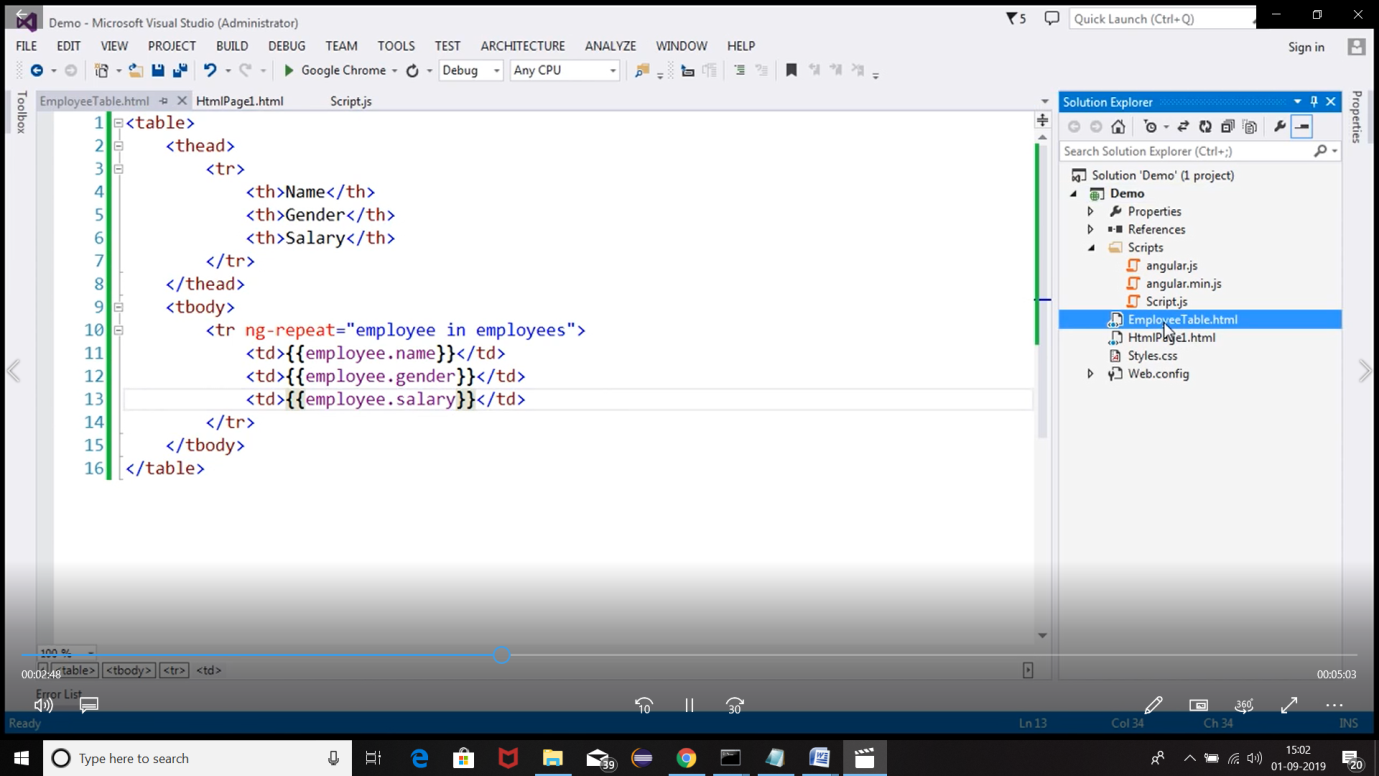 Demo - Microsoft Visual Studio (Administrator)
5
Quick Launch (Ctrl+Q)
FILE EDIT VIEW PROJECT BUILD DEBUG TEAM TOOLS TEST ARCHITECTURE ANALYZE WINDOW HELP
Sign in
Google Chrome
Debug
Any CPU
Toolbox
EmployeeTable.html
HtmlPage1.html
Script.js
1 <table>
2 <thead>
3 <tr>
4 <th>Name</th>
5 <th>Gender</th>
6 <th>Salary</th>
7 </tr>
8 </thead>
9 <tbody>
10 <tr ng-repeat="employee in employees">
11 <td>{{employee.name}}</td>
12 <td>{{employee.gender}}</td>
13 <td>{{employee.salary}}</td>
14 </tr>
15 </tbody>
16 </table>
Solution Explorer
Search Solution Explorer (Ctrl+;)
Solution 'Demo' (1 project)
Demo
Properties
References
Scripts
angular.js
angular.min.js
Script.js
EmployeeTable.html
HtmlPage1.html
Styles.css
Web.config
Properties
100 %
<table> <tbody> <tr> <td>
00:02:48
00:05:03
Error List
10
30
360°
Ready
Ln 13
Col 34
Ch 34
INS
Type here to search
39
15:02
01-09-2019
20